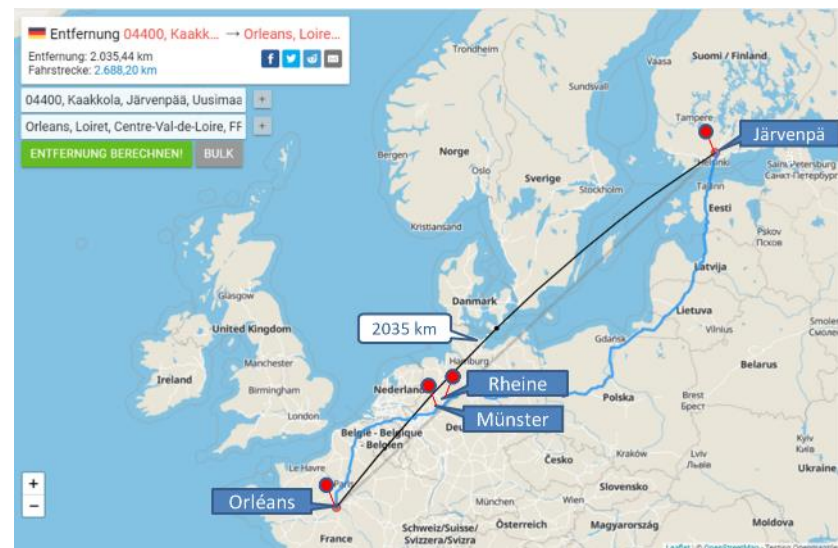 Entfernung 04400, Kaakk... → Orleans, Loire...
Entfernung: 2.035,44 km
Fahrstrecke: 2.688,20 km
04400, Kaakkola, Järvenpää, Uusimaa
+
Orleans, Loiret, Centre-Val-de-Loire, FF
+
ENTFERNUNG BERECHNEN!
BULK
Trondheim
Suomi / Finland
Vaasa
Sundsvall
Tampere
Järvenpä
Helsinki
Bergen
Norge
Oslo
Sverige
Stockholm
Tallinn
Sankt-Petersburg
Санкт-Петербург
Eesti
Kristiansand
Pskov
Псков
Latvija
Glasgow
Danmark
United Kingdom
2035 km
Lietuva
Vilnius
Smolensk
Gdańsk
Hamburg
Ireland
Manchester
Birmingham
Nederland
Rheine
Belarus
Münster
Polska
Brest
Брест
London
België - Belgique
- Belgien
Deu
Kyiv
Київ
Le Havre
Česko
Kraków
Lviv
Львів
Ukraine
Paris
Slovensko
+
−
Orléans
München
Wien
France
Schweiz/Suisse/
Svizzera/Svizra
Österreich
Magyarország
Moldova
Leaflet | © OpenStreetMap